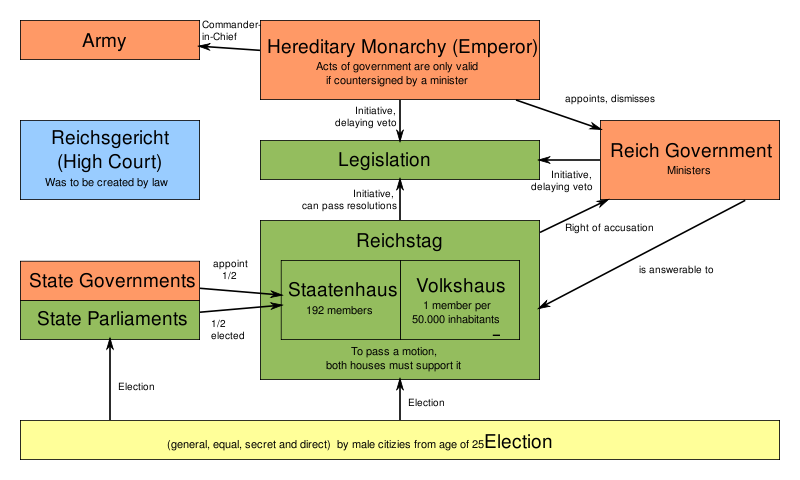 Army
Commander-
in-Chief
Hereditary Monarchy (Emperor)
Acts of government are only valid
if countersigned by a minister
appoints, dismisses
Initiative,
delaying veto
Reichsgericht
(High Court)
Was to be created by law
Legislation
Reich Government
Ministers
Initiative,
delaying veto
Initiative,
can pass resolutions
Right of accusation
is answerable to
Reichstag
State Governments
State Parliaments
appoint
1/2
1/2
elected
Staatenhaus
192 members
Volkshaus
1 member per
50.000 inhabitants
–
To pass a motion,
both houses must support it
Election
Election
(general, equal, secret and direct) by male citizies from age of 25Election